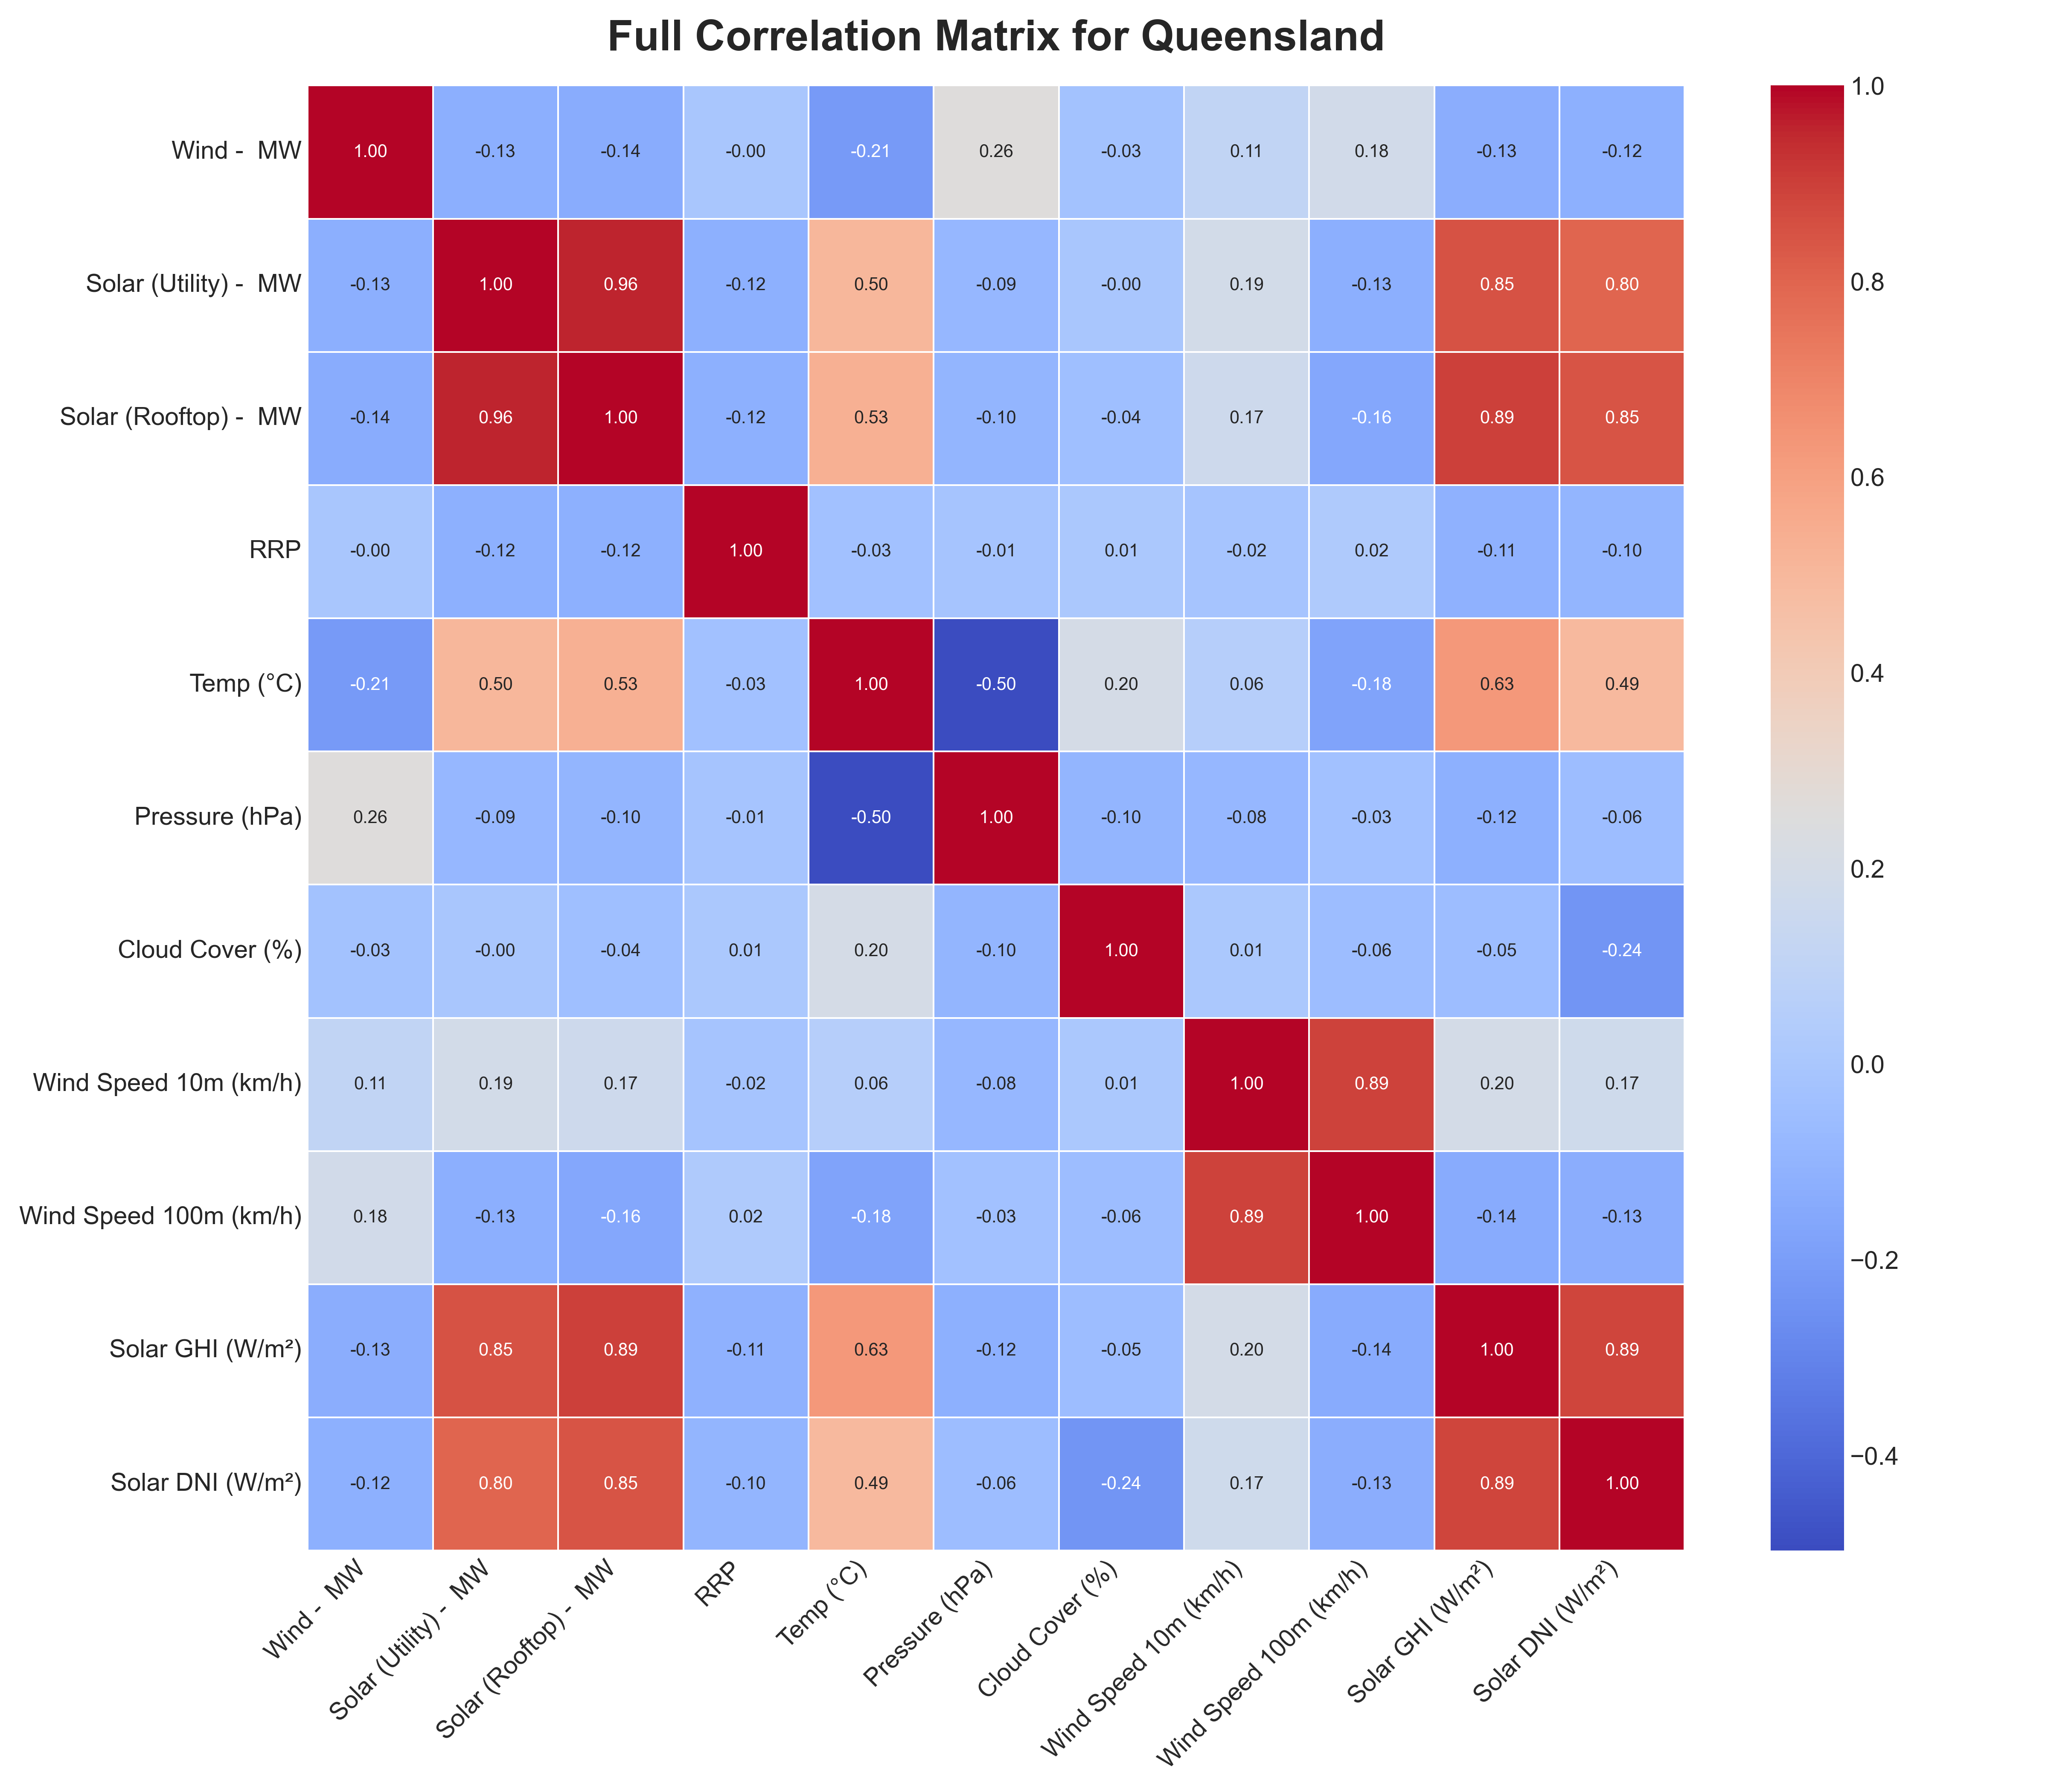 Full Correlation Matrix for Queensland
Wind -  MW 1.00 -0.13 -0.14 -0.00 -0.21 0.26 -0.03 0.11 0.18 -0.13 -0.12
Solar (Utility) -  MW -0.13 1.00 0.96 -0.12 0.50 -0.09 -0.00 0.19 -0.13 0.85 0.80
Solar (Rooftop) -  MW -0.14 0.96 1.00 -0.12 0.53 -0.10 -0.04 0.17 -0.16 0.89 0.85
RRP -0.00 -0.12 -0.12 1.00 -0.03 -0.01 0.01 -0.02 0.02 -0.11 -0.10
Temp (°C) -0.21 0.50 0.53 -0.03 1.00 -0.50 0.20 0.06 -0.18 0.63 0.49
Pressure (hPa) 0.26 -0.09 -0.10 -0.01 -0.50 1.00 -0.10 -0.08 -0.03 -0.12 -0.06
Cloud Cover (%) -0.03 -0.00 -0.04 0.01 0.20 -0.10 1.00 0.01 -0.06 -0.05 -0.24
Wind Speed 10m (km/h) 0.11 0.19 0.17 -0.02 0.06 -0.08 0.01 1.00 0.89 0.20 0.17
Wind Speed 100m (km/h) 0.18 -0.13 -0.16 0.02 -0.18 -0.03 -0.06 0.89 1.00 -0.14 -0.13
Solar GHI (W/m²) -0.13 0.85 0.89 -0.11 0.63 -0.12 -0.05 0.20 -0.14 1.00 0.89
Solar DNI (W/m²) -0.12 0.80 0.85 -0.10 0.49 -0.06 -0.24 0.17 -0.13 0.89 1.00
Wind -  MW
Solar (Utility) -  MW
Solar (Rooftop) -  MW
RRP
Temp (°C)
Pressure (hPa)
Cloud Cover (%)
Wind Speed 10m (km/h)
Wind Speed 100m (km/h)
Solar GHI (W/m²)
Solar DNI (W/m²)
1.0
0.8
0.6
0.4
0.2
0.0
−0.2
−0.4